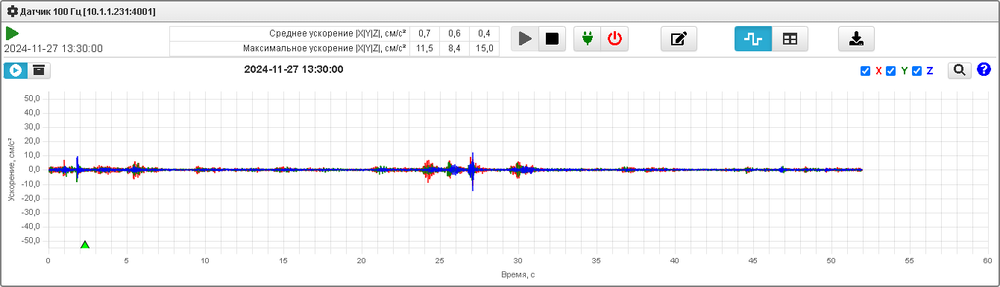 Датчик 100 Гц [10.1.1.231:4001]
2024-11-27 13:30:00
Среднее ускорение |X|Y|Z|, см/с² 0,7 0,6 0,4
Максимальное ускорение |X|Y|Z|, см/с² 11,5 8,4 15,0
2024-11-27 13:30:00
X Y Z ?
Ускорение, см/с²
50,0
40,0
30,0
20,0
10,0
0,0
-10,0
-20,0
-30,0
-40,0
-50,0
0 5 10 15 20 25 30 35 40 45 50 55 60
Время, с